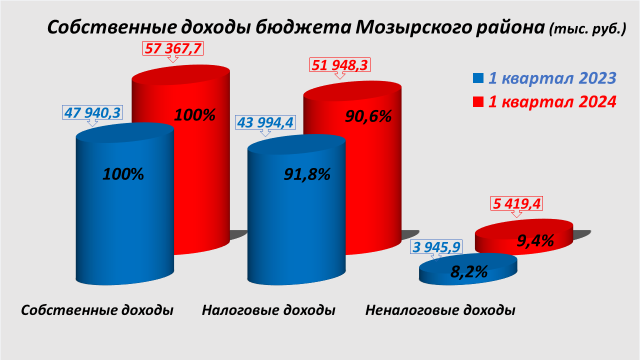 Собственные доходы бюджета Мозырского района (тыс. руб.)
1 квартал 2023
1 квартал 2024
57 367,7
47 940,3
100%
100%
51 948,3
43 994,4
90,6%
91,8%
5 419,4
3 945,9
9,4%
8,2%
Собственные доходы
Налоговые доходы
Неналоговые доходы